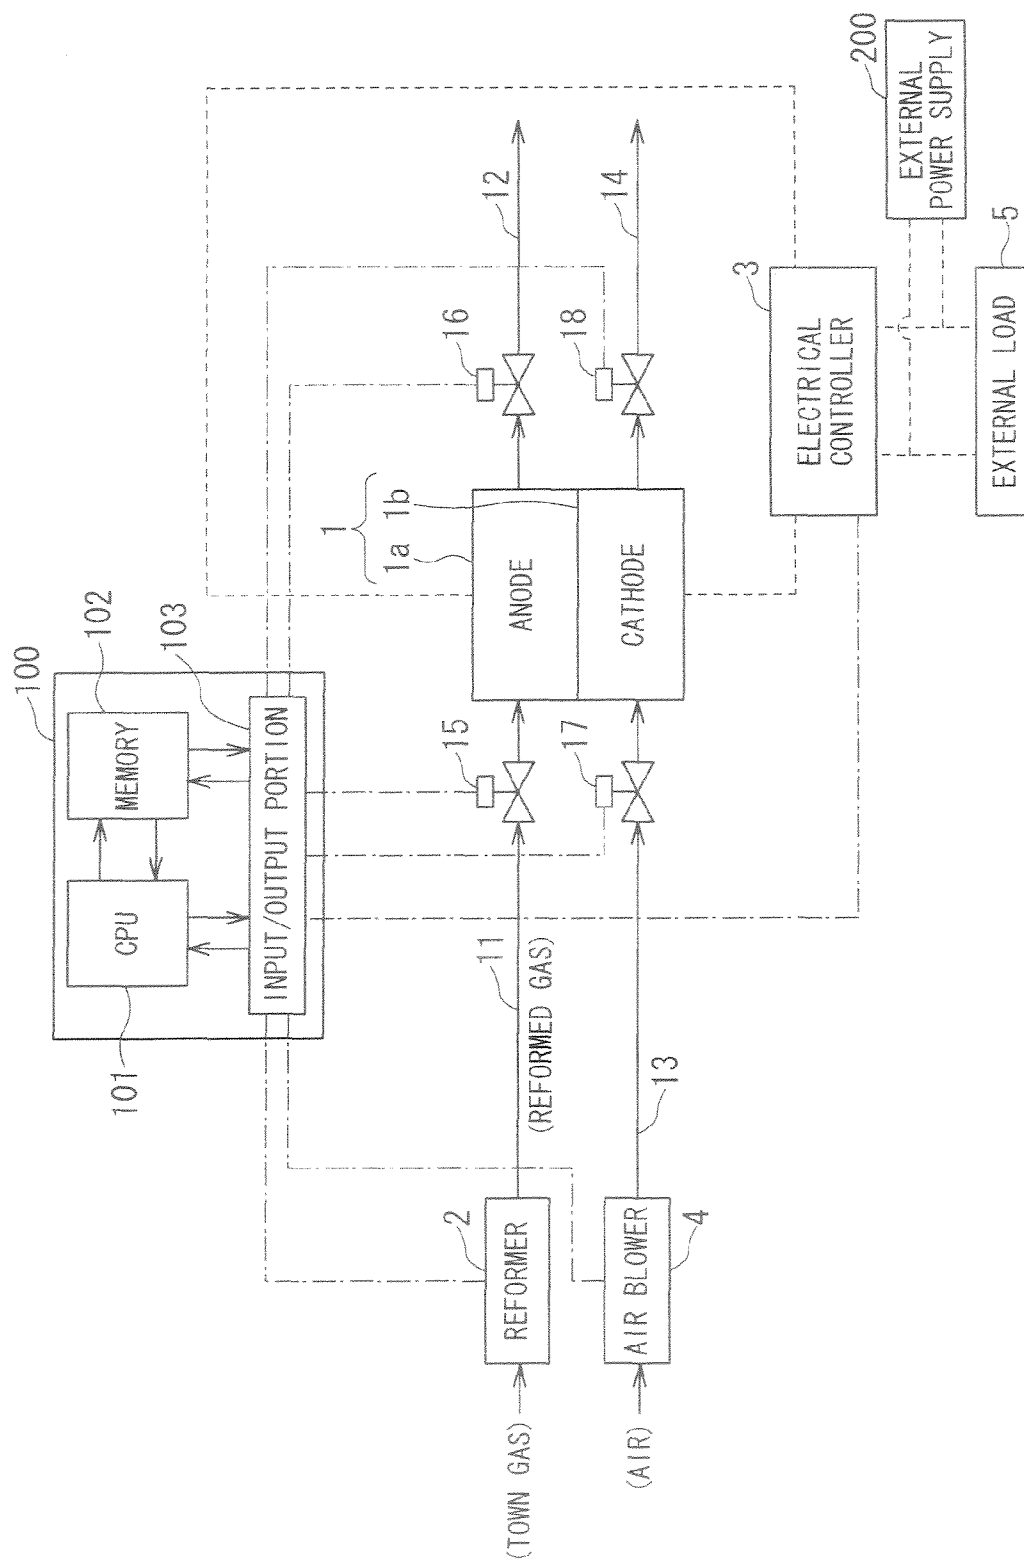 100
101
102
103
CPU
MEMORY
INPUT/OUTPUT PORTION
1
1a
1b
15
16
12
ANODE
CATHODE
17
18
14
(TOWN GAS)
2
REFORMER
11
(REFORMED GAS)
(AIR)
AIR BLOWER
4
13
3
ELECTRICAL
CONTROLLER
200
EXTERNAL
POWER SUPPLY
5
EXTERNAL LOAD